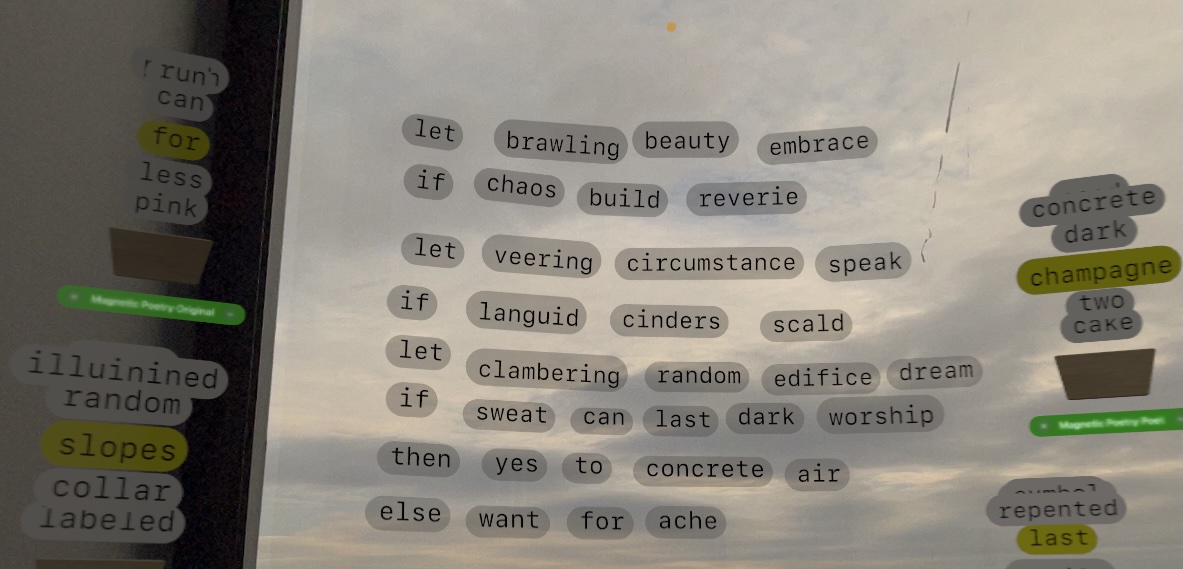 run
can
for
less
pink
Magnetic Poetry Original
illuinined
random
slopes
collar
labeled
let brawling beauty embrace
if chaos build reverie
let veering circumstance speak
if languid cinders scald
let clambering random edifice dream
if sweat can last dark worship
then yes to concrete air
else want for ache
concrete
dark
champagne
two
cake
Magnetic Poetry Poet
symbol
repented
last